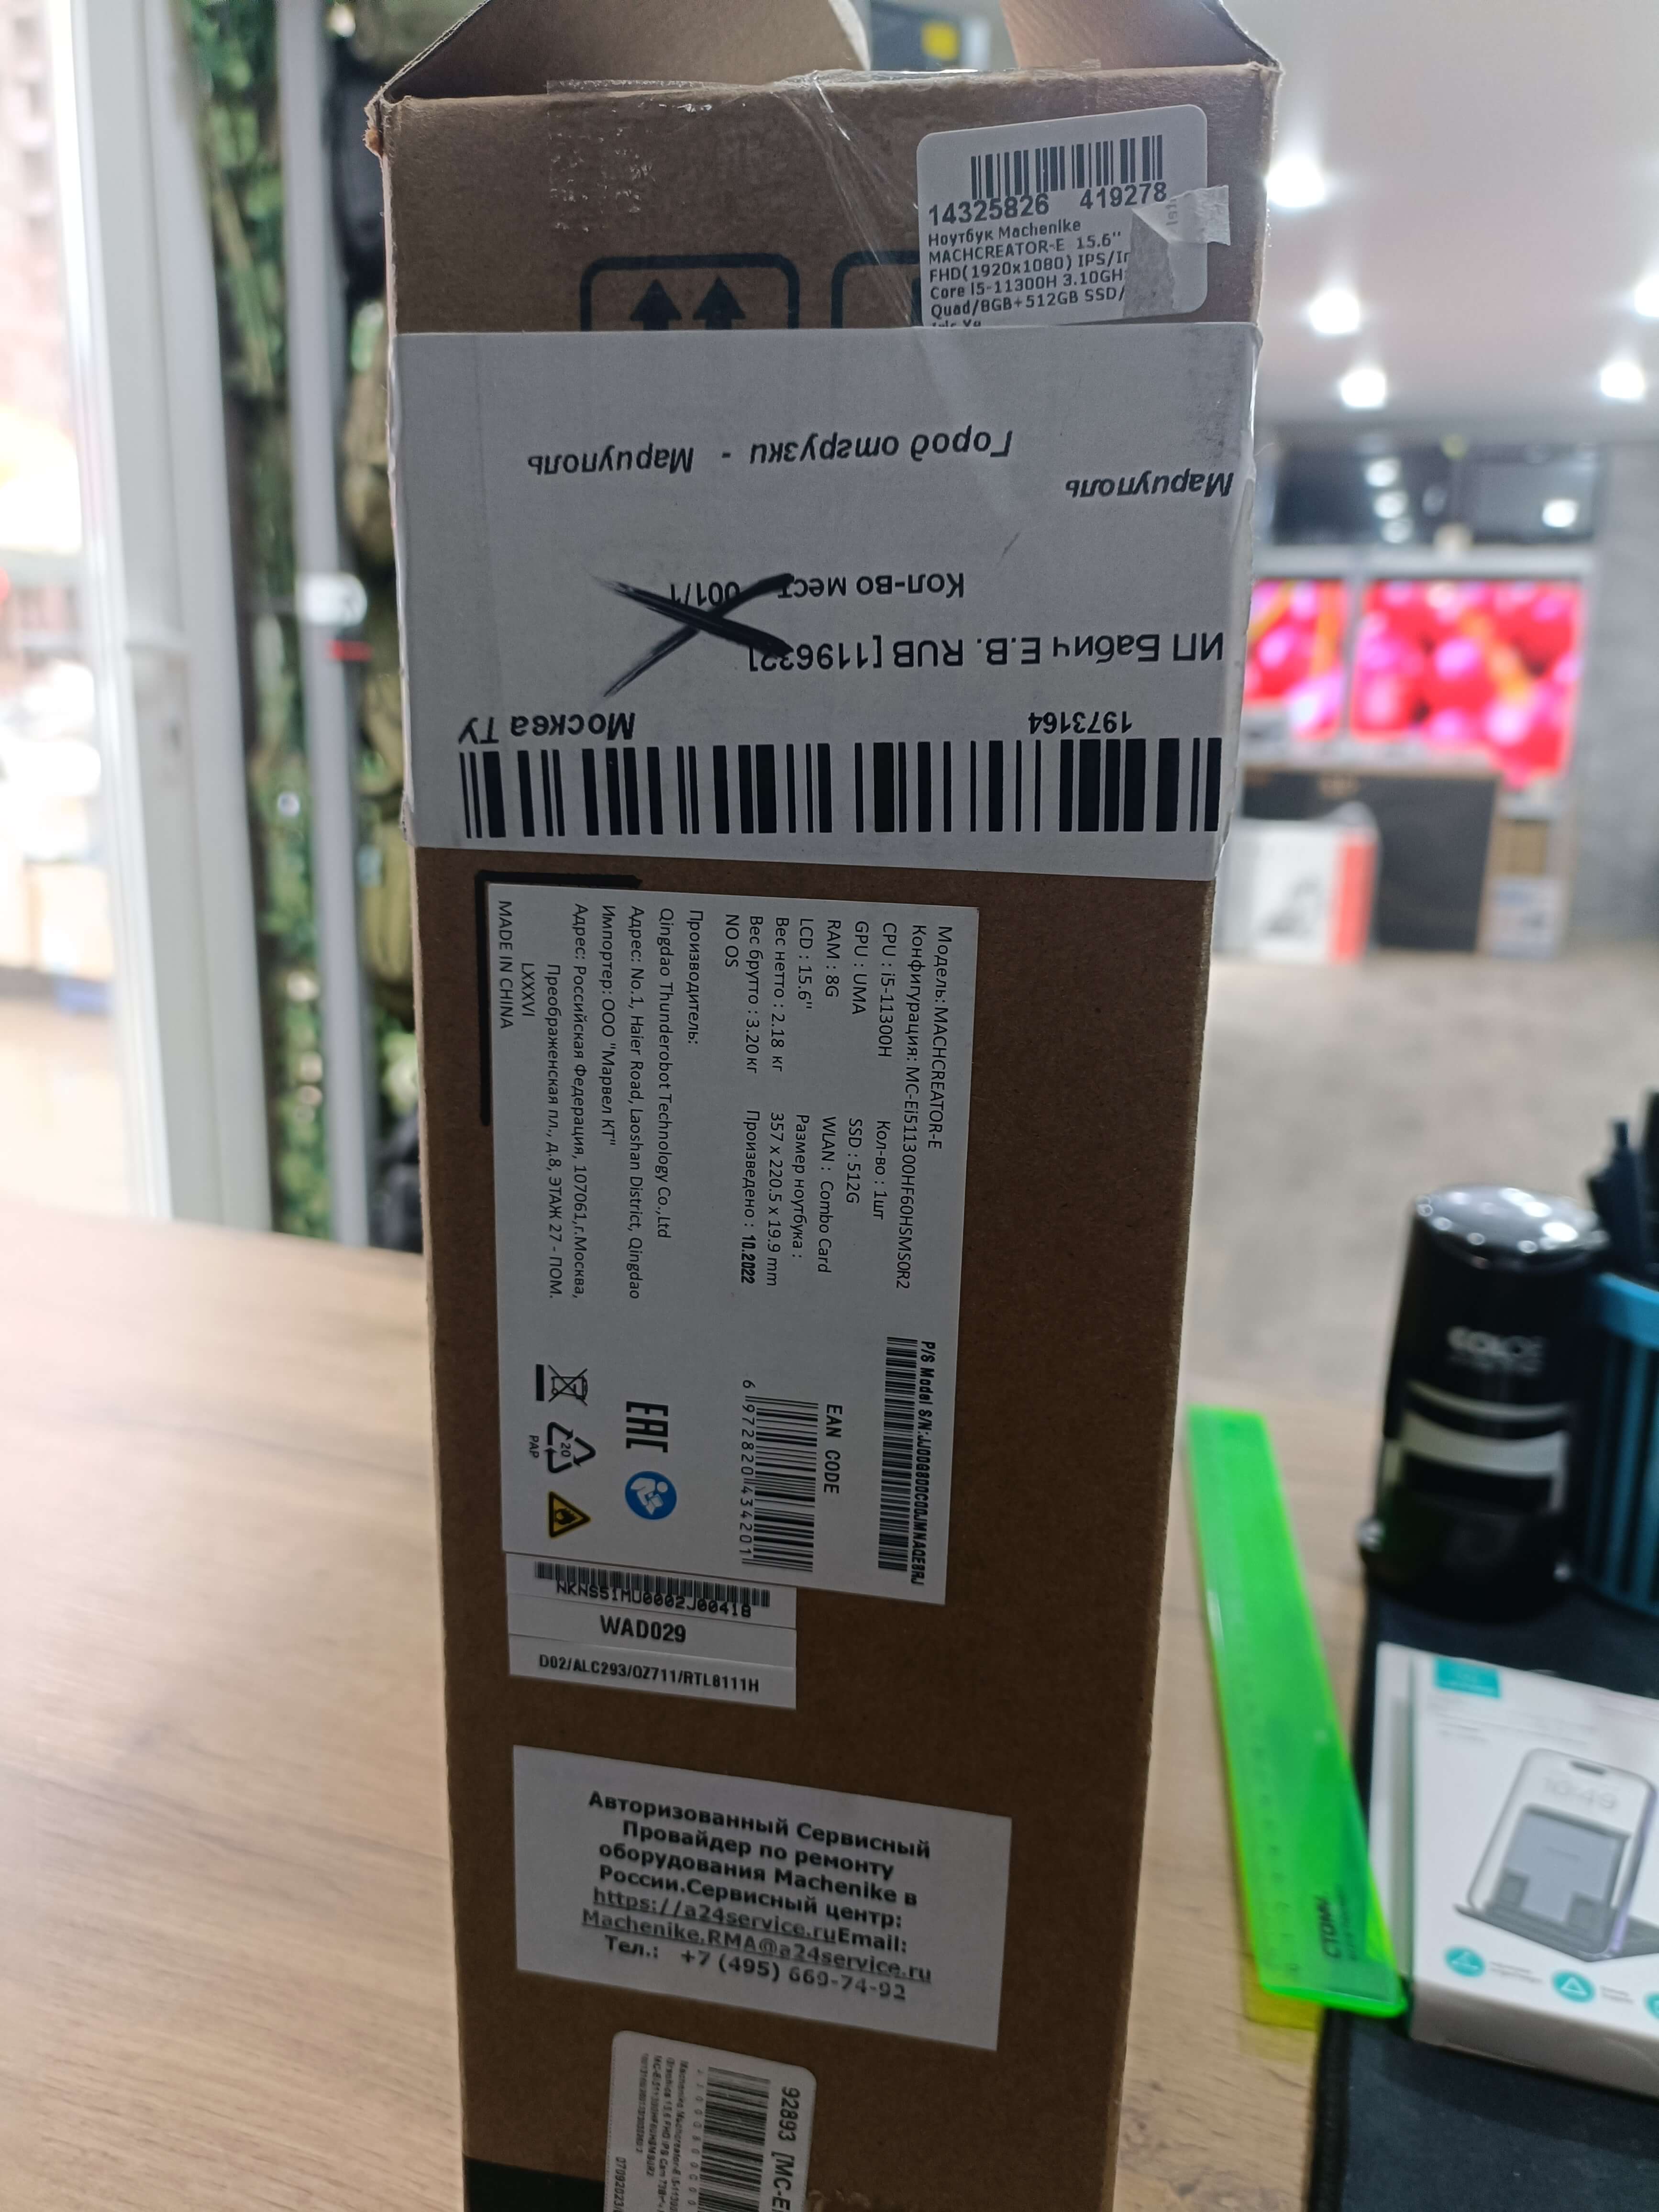 14325826 419278
Ноутбук Machenike
MACHCREATOR-E 15.6''
FHD(1920x1080) IPS/Ir
Core I5-11300H 3.10GH
Quad/8GB+512GB SSD/
Мариуполь
Город отгрузки - Мариуполь
Кол-во мест 001/1
ИП Бабич Е.В. RUB [119632]
1973164 Москва ТУ
Модель: MACHCREATOR-E
Конфигурация: MC-Ei511300HF60HSMS0R2
CPU : i5-11300H Кол-во : 1шт
GPU : UMA SSD : 512G
RAM : 8G WLAN : Combo Card
LCD : 15.6" Размер ноутбука :
Вес нетто : 2.18 кг 357 x 220.5 x 19.9 mm
Вес брутто : 3.20 кг Произведено : 10.2022
NO OS
Производитель:
Qingdao Thunderobot Technology Co.,Ltd
Адрес: No.1, Haier Road, Laoshan District, Qingdao
Импортер: ООО "Марвел КТ"
Адрес: Российская Федерация, 107061,г.Москва,
Преображенская пл., д.8, ЭТАЖ 27 - ПОМ.
LXXXVI
MADE IN CHINA
P/S Model S/N:JJ00G800C00JMNAQE8RJ
EAN CODE
6 972820 434201
EAC
20
PAP
NKNS51MU0002J00418
WAD029
D02/ALC293/OZ711/RTL8111H
Авторизованный Сервисный
Провайдер по ремонту
оборудования Machenike в
России.Сервисный центр:
https://a24service.ruEmail:
Machenike.RMA@a24service.ru
Тел.: +7 (495) 669-74-92
92893 [MC-E
СТАММ